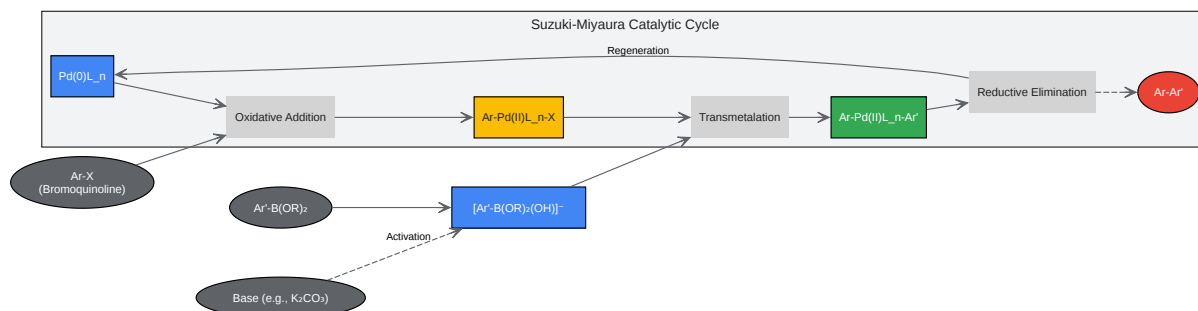 Suzuki-Miyaura Catalytic Cycle
Regeneration
Pd(0)L_n
Oxidative Addition
Ar-Pd(II)L_n-X
Transmetalation
Ar-Pd(II)L_n-Ar'
Reductive Elimination
Ar-Ar'
Ar-X
(Bromoquinoline)
Ar'-B(OR)₂
[Ar'-B(OR)₂(OH)]⁻
Activation
Base (e.g., K₂CO₃)